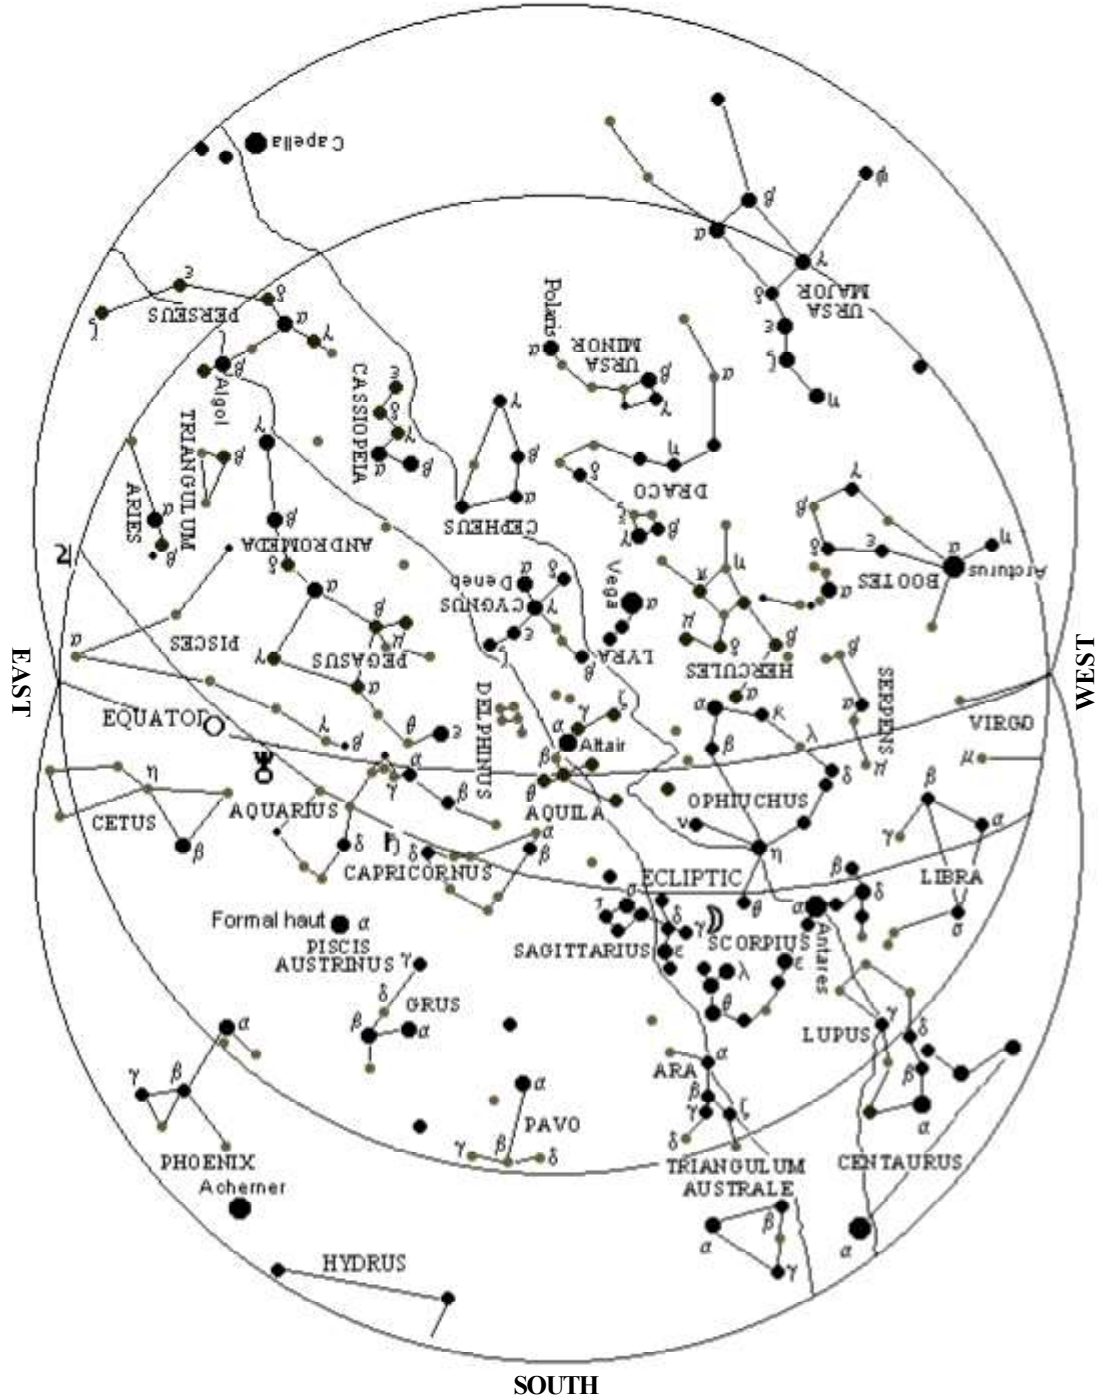 Capella
β
ψ
α
γ
URSA
MAJOR
δ
ε
ζ
η
ε
δ
PERSEUS
ζ
α
γ
β
Algol
Polaris
α
URSA
MINOR
β
γ
α
CASSIOPEIA
ε
δ
γ
α
β
γ
β
α
CEPHEUS
TRIANGULUM
β
γ
η
δ
DRACO
ξ
β
γ
γ
β
δ
ε
α
η
BOOTES
Arcturus
ARIES
α
β
β
ANDROMEDA
δ
α
Deneb
α
δ
CYGNUS
γ
ε
ζ
Vega
α
LYRA
β
η
π
μ
δ
HERCULES
β
α
α
β
SERPENS
α
μ
PISCES
α
β
μ
PEGASUS
γ
α
θ
ε
γ
β
EAST
WEST
EQUATOI
DELPHINUS
ζ
γ
α
Altair
β
θ
AQUILA
α
κ
β
λ
δ
OPHIUCHUS
ν
η
θ
VIRGO
μ
β
γ
α
LIBRA
σ
η
CETUS
β
AQUARIUS
α
γ
β
δ
δ
CAPRICORNUS
α
β
ECLIPTIC
σ
τ
δ
γ
SAGITTARIUS
ε
SCORPIUS
β
δ
α
Antares
ε
λ
θ
Formal haut
α
PISCIS
AUSTRINUS
γ
δ
GRUS
β
α
LUPUS
γ
δ
β
α
ARA
α
β
γ
ζ
δ
α
γ
β
PHOENIX
Acherner
α
PAVO
γ
β
δ
TRIANGULUM
AUSTRALE
β
α
γ
CENTAURUS
α
HYDRUS
SOUTH